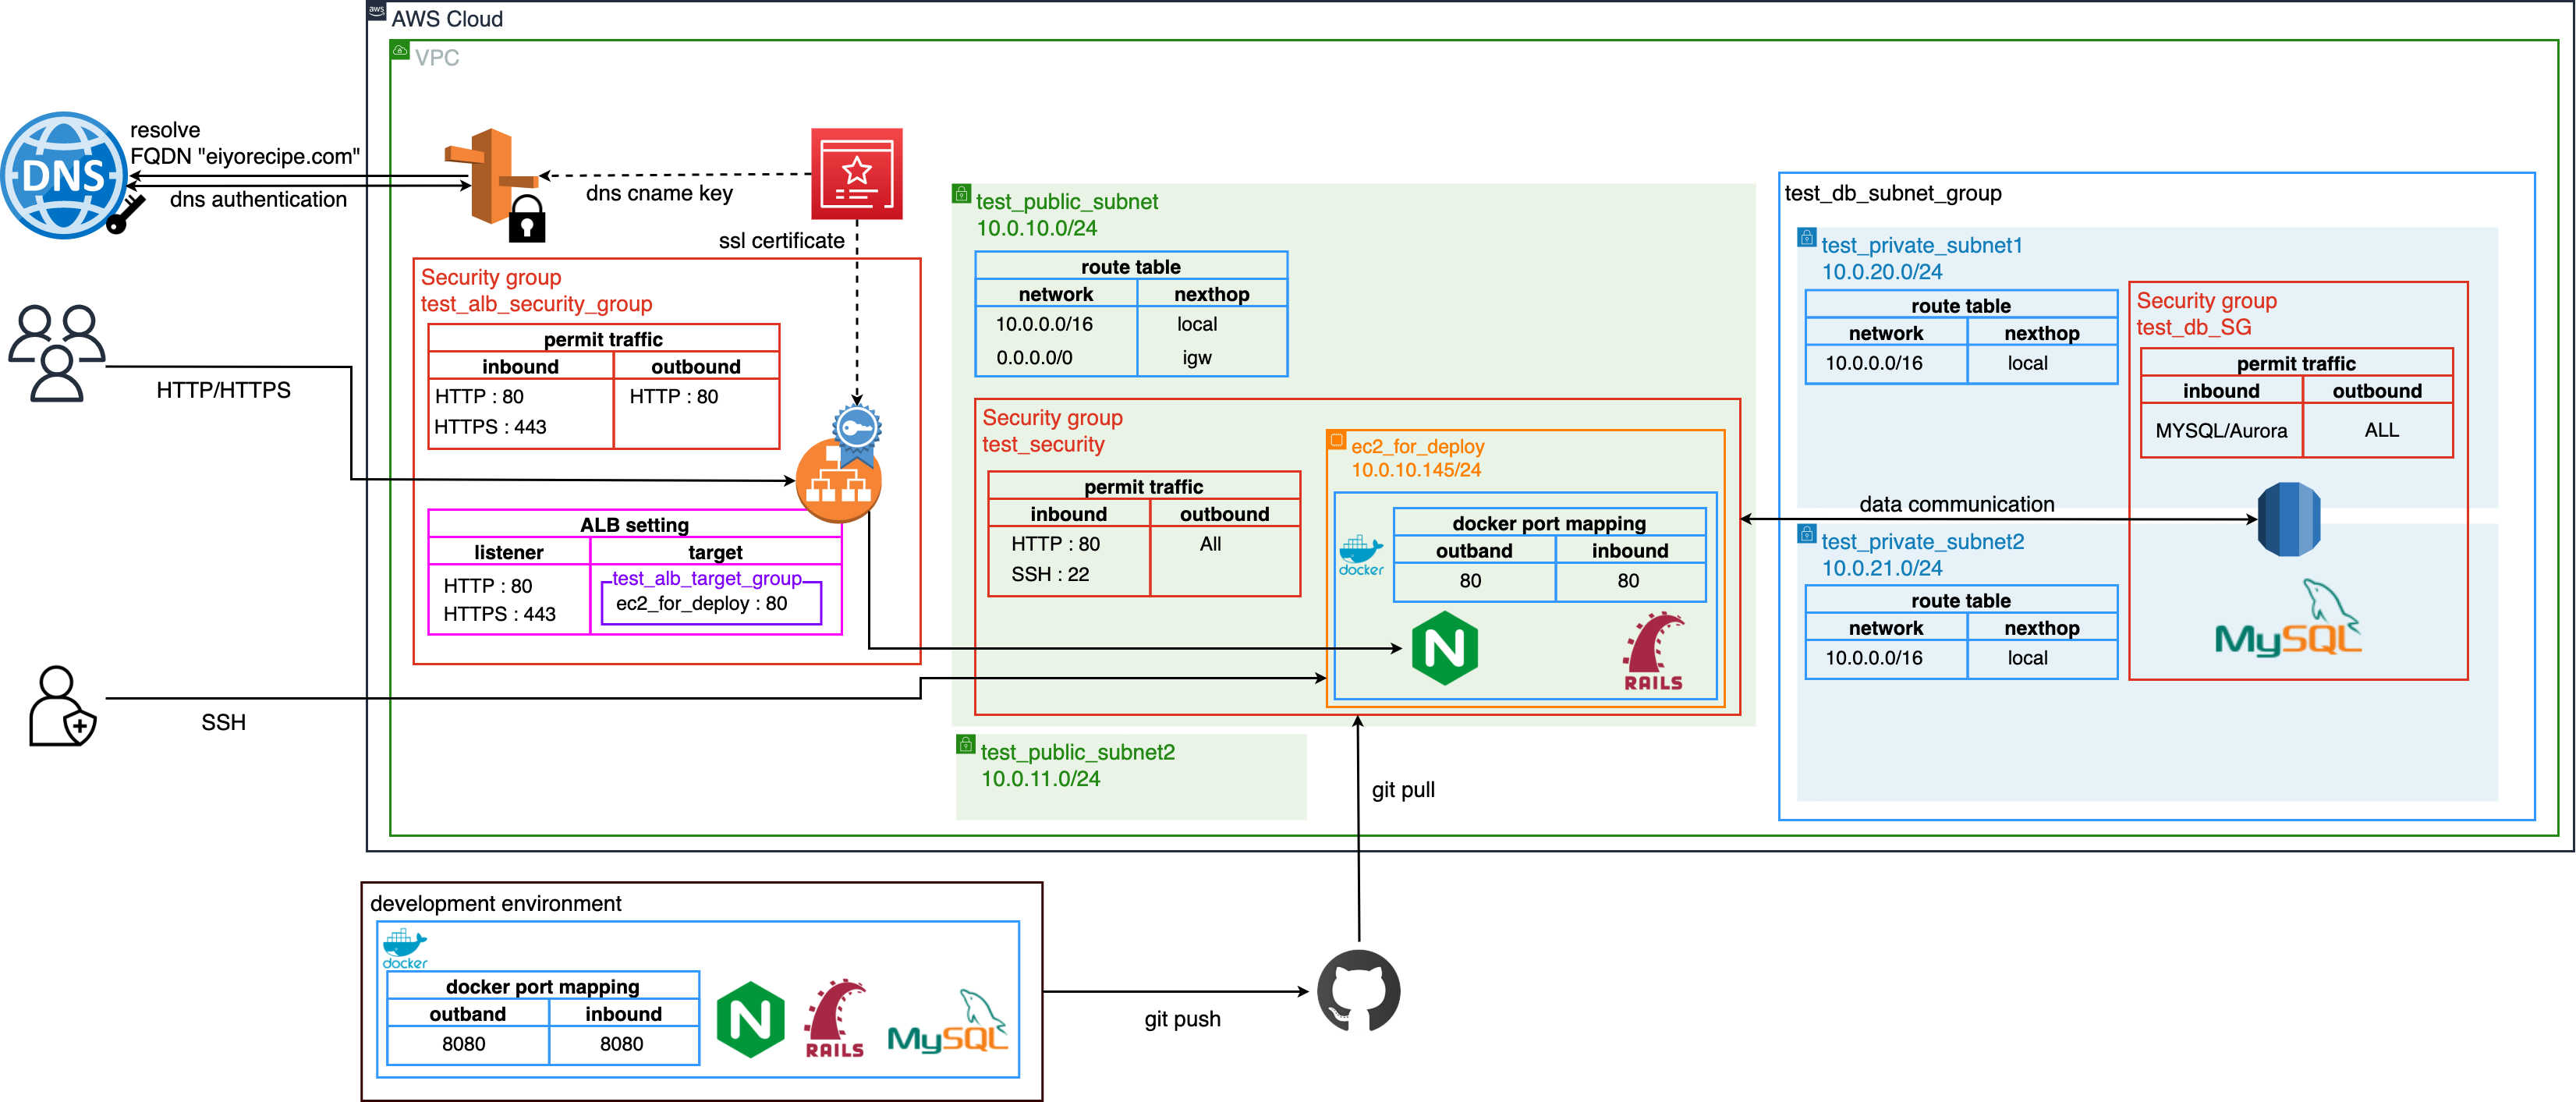 aws
AWS Cloud
VPC
DNS
resolve
FQDN "eiyorecipe.com"
dns authentication
dns cname key
ssl certificate
HTTP/HTTPS
SSH
Security group
test_alb_security_group
permit traffic
inbound outbound
HTTP : 80 HTTP : 80
HTTPS : 443
ALB setting
listener target
HTTP : 80
HTTPS : 443
test_alb_target_group
ec2_for_deploy : 80
test_public_subnet
10.0.10.0/24
route table
network nexthop
10.0.0.0/16 local
0.0.0.0/0 igw
Security group
test_security
permit traffic
inbound outbound
HTTP : 80 All
SSH : 22
ec2_for_deploy
10.0.10.145/24
docker
docker port mapping
outband inbound
80 80
N
RAILS
test_public_subnet2
10.0.11.0/24
git pull
data communication
test_db_subnet_group
test_private_subnet1
10.0.20.0/24
route table
network nexthop
10.0.0.0/16 local
Security group
test_db_SG
permit traffic
inbound outbound
MYSQL/Aurora ALL
test_private_subnet2
10.0.21.0/24
route table
network nexthop
10.0.0.0/16 local
MySQL
development environment
docker
docker port mapping
outband inbound
8080 8080
N
RAILS
MySQL
git push